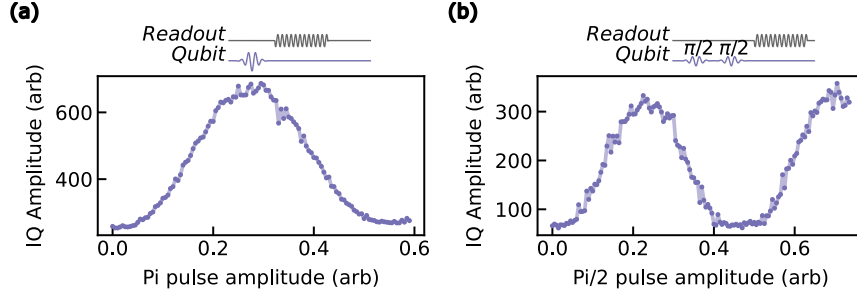 (a)
Readout
Qubit
600
400
IQ Amplitude (arb)
0.0 0.2 0.4 0.6
Pi pulse amplitude (arb)
(b)
Readout
Qubit π/2 π/2
300
200
100
IQ Amplitude (arb)
0.0 0.2 0.4 0.6
Pi/2 pulse amplitude (arb)